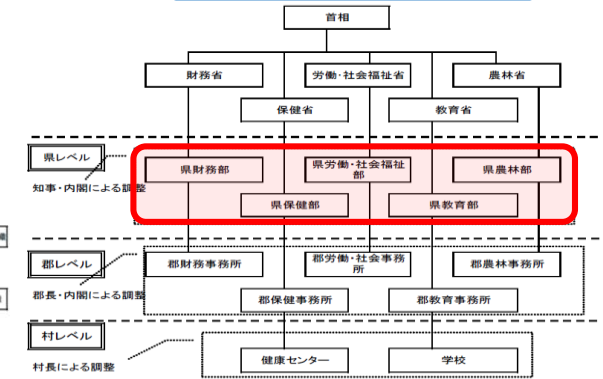 首相
財務省
労働・社会福祉省
農林省
保健省
教育省
県レベル
知事・内閣による調整
県財務部
県労働・社会福祉
部
県農林部
県保健部
県教育部
郡レベル
郡長・内閣による調整
郡財務事務所
郡労働・社会事務
所
郡農林事務所
郡保健事務所
郡教育事務所
村レベル
村長による調整
健康センター
学校